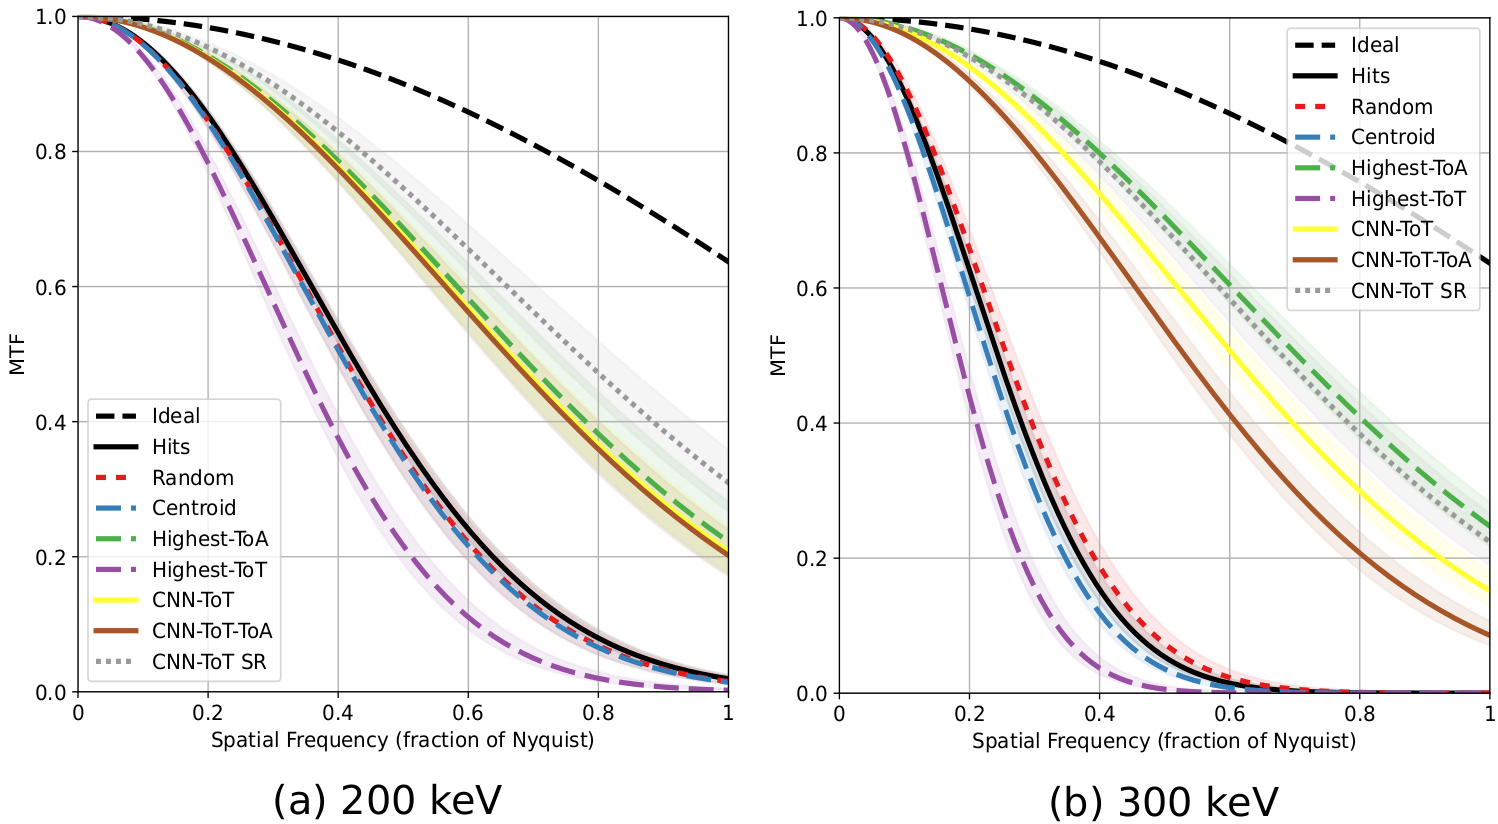 1.0
0.8
0.6
0.4
0.2
0.0
MTF
Ideal
Hits
Random
Centroid
Highest-ToA
Highest-ToT
CNN-ToT
CNN-ToT-ToA
CNN-ToT SR
0 0.2 0.4 0.6 0.8 1
Spatial Frequency (fraction of Nyquist)
(a) 200 keV
1.0
0.8
0.6
0.4
0.2
0.0
MTF
Ideal
Hits
Random
Centroid
Highest-ToA
Highest-ToT
CNN-ToT
CNN-ToT-ToA
CNN-ToT SR
0 0.2 0.4 0.6 0.8 1
Spatial Frequency (fraction of Nyquist)
(b) 300 keV